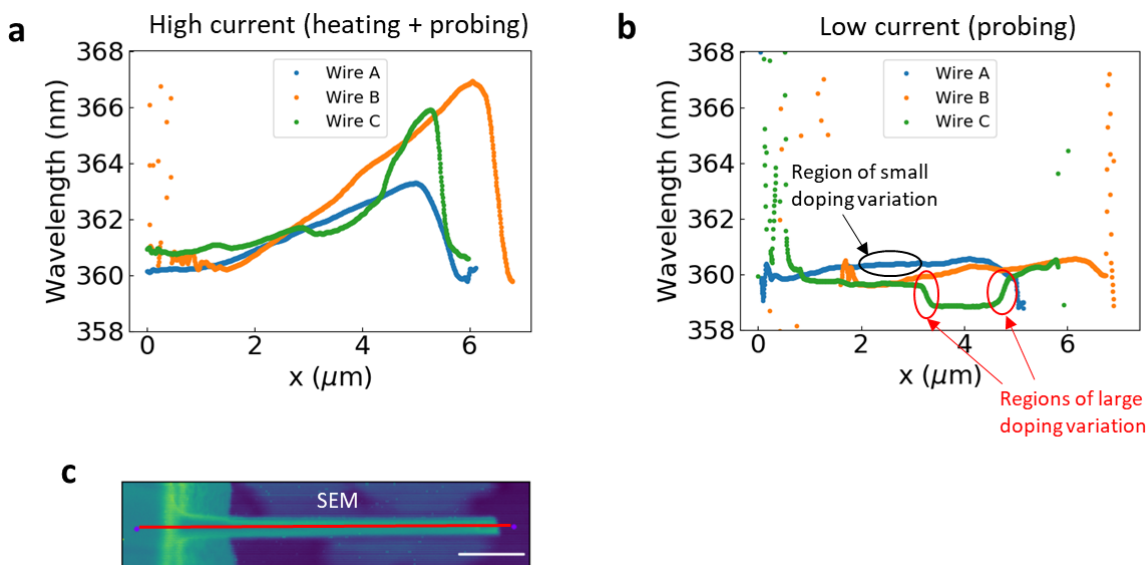 a
High current (heating + probing)
368
366
364
362
360
358
Wavelength (nm)
Wire A
Wire B
Wire C
0
2
4
6
x (μm)
b
Low current (probing)
368
366
364
362
360
358
Wavelength (nm)
Wire A
Wire B
Wire C
Region of small
doping variation
0
2
4
6
x (μm)
Regions of large
doping variation
c
SEM